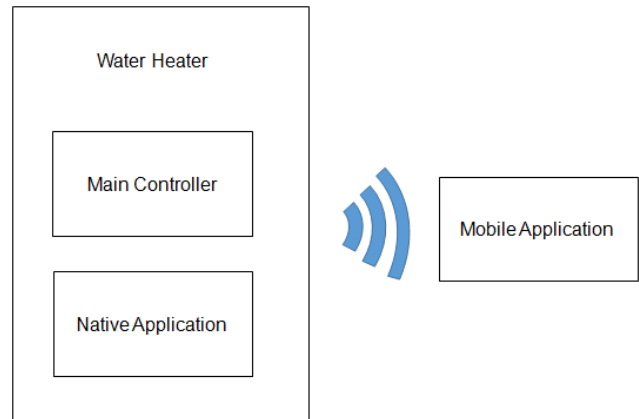 Water Heater
Main Controller
Mobile Application
Native Application